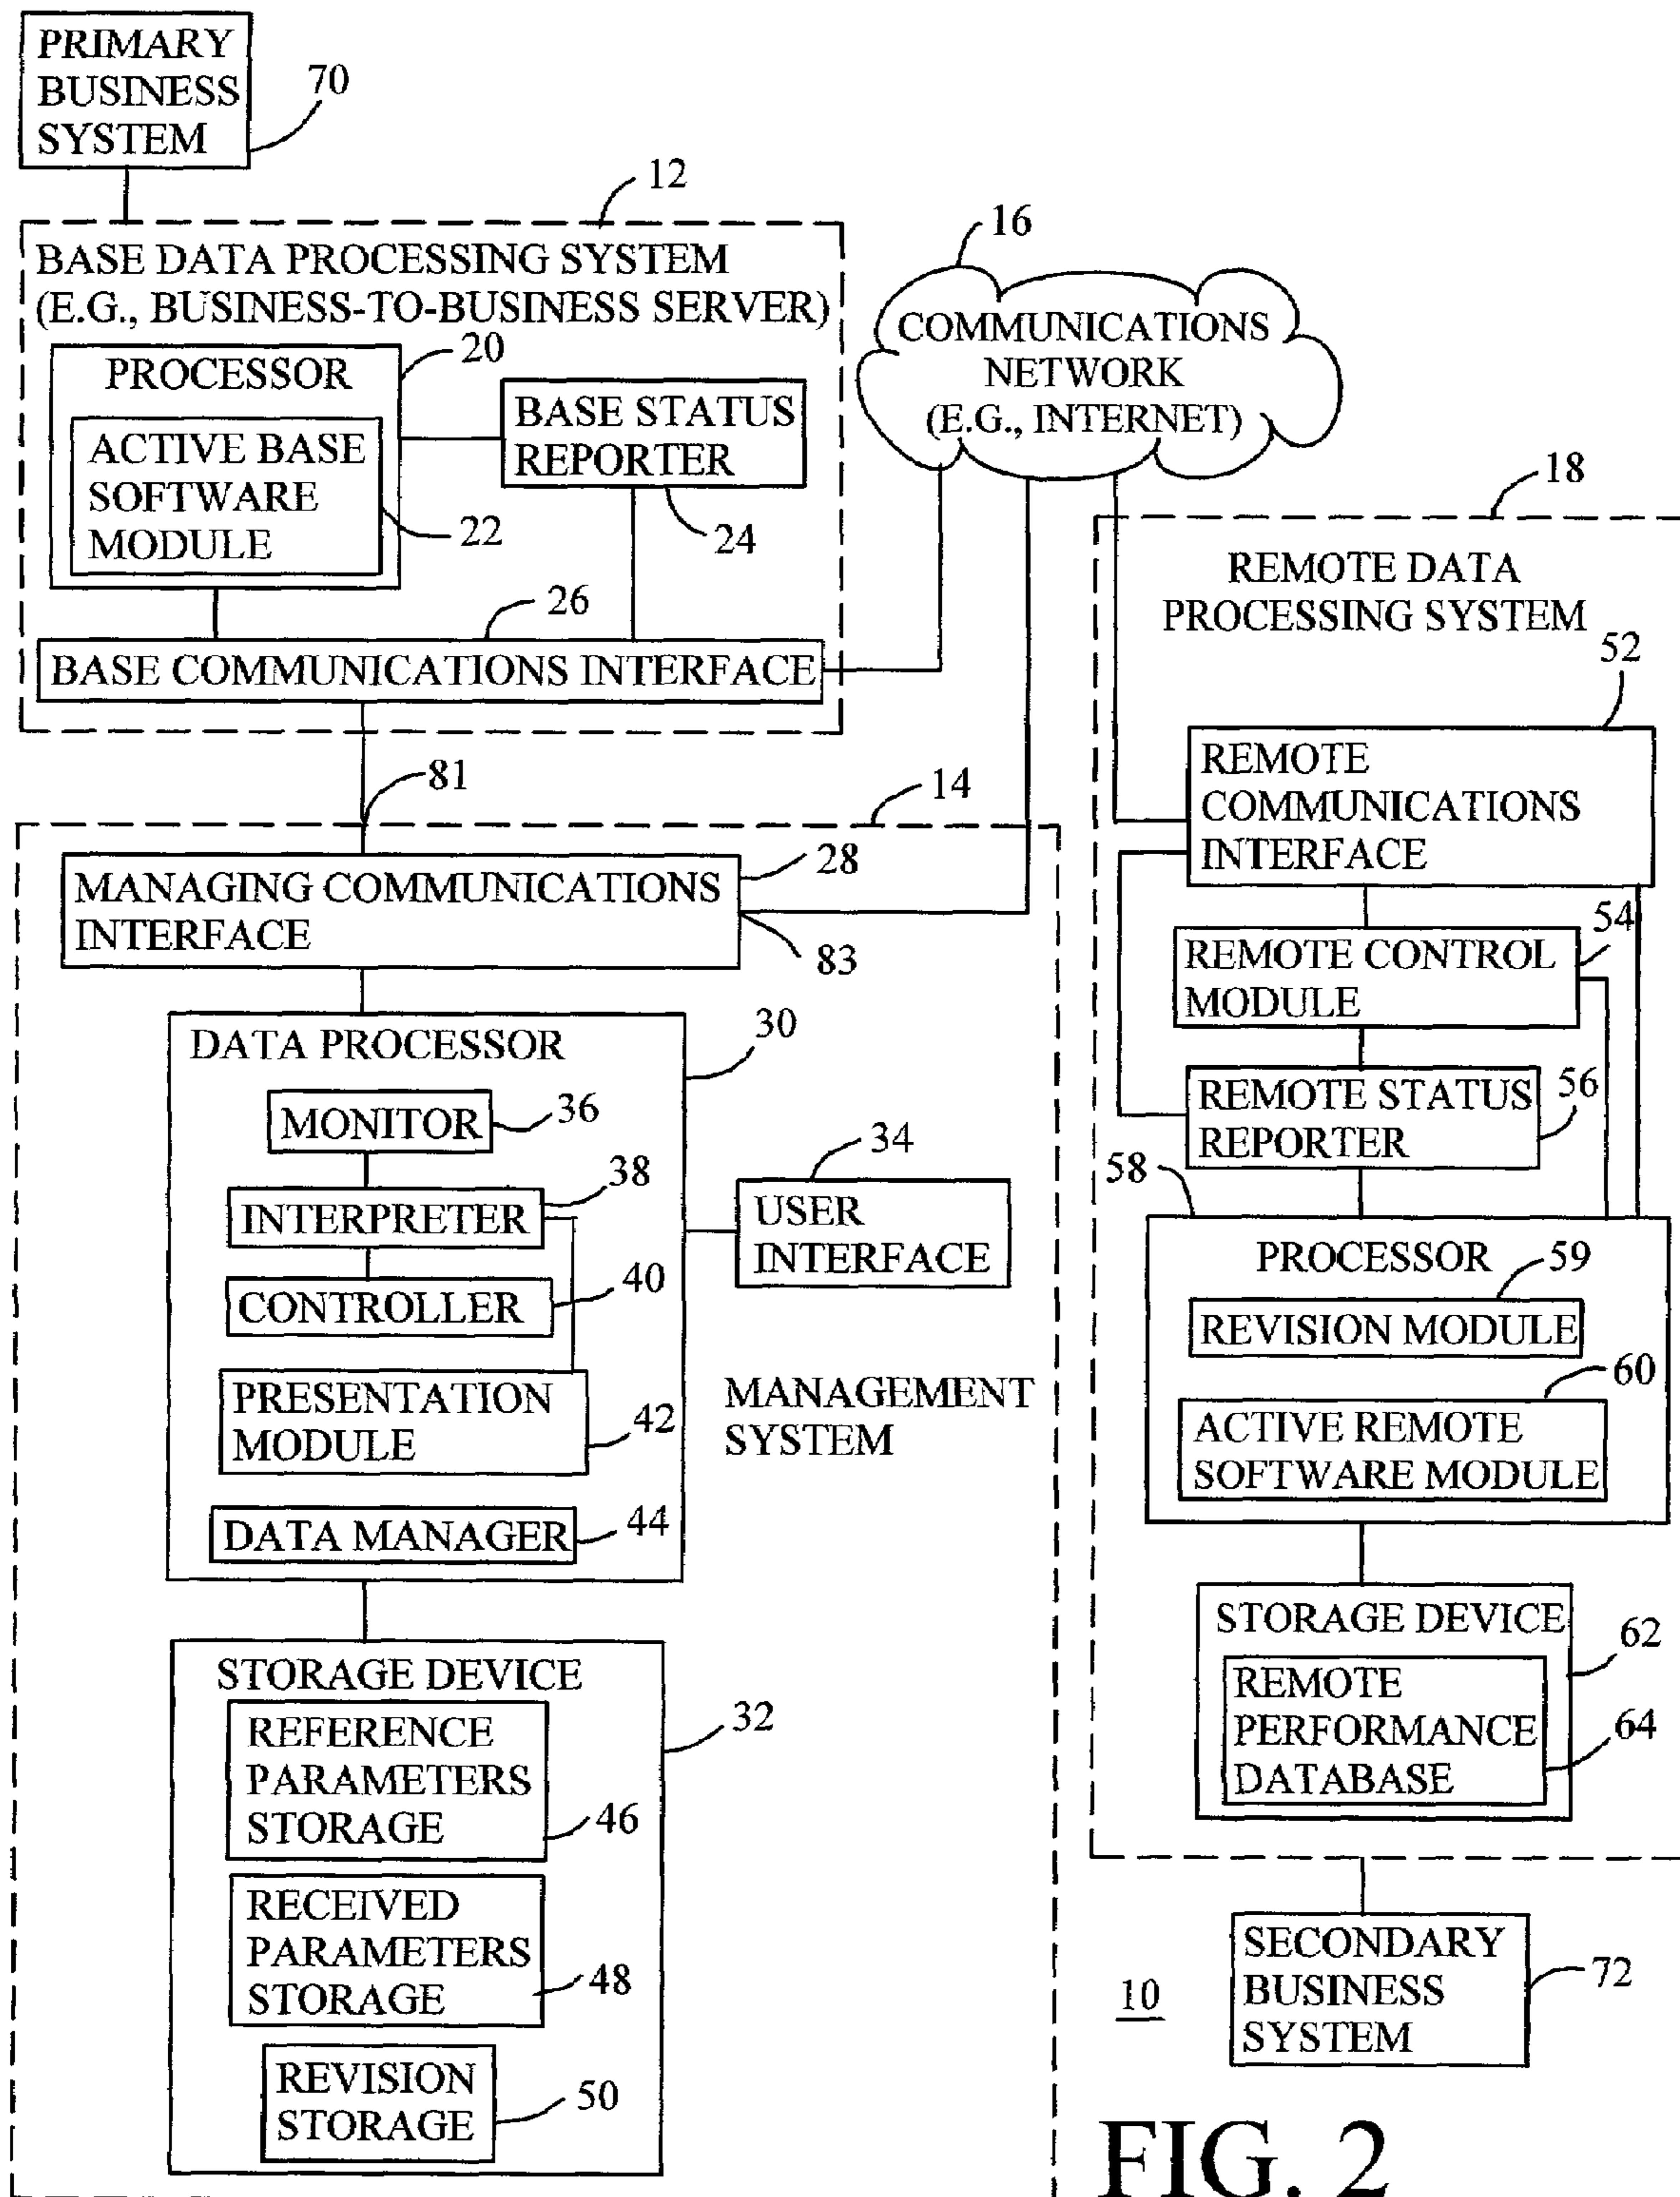 PRIMARY
BUSINESS
SYSTEM
70
12
BASE DATA PROCESSING SYSTEM
(E.G., BUSINESS-TO-BUSINESS SERVER)
PROCESSOR
20
ACTIVE BASE
SOFTWARE
MODULE
22
BASE STATUS
REPORTER
24
26
BASE COMMUNICATIONS INTERFACE
16
COMMUNICATIONS
NETWORK
(E.G., INTERNET)
81
14
MANAGING COMMUNICATIONS
INTERFACE
28
83
DATA PROCESSOR
30
MONITOR
36
INTERPRETER
38
CONTROLLER
40
PRESENTATION
MODULE
42
DATA MANAGER
44
34
USER
INTERFACE
MANAGEMENT
SYSTEM
STORAGE DEVICE
32
REFERENCE
PARAMETERS
STORAGE
46
RECEIVED
PARAMETERS
STORAGE
48
REVISION
STORAGE
50
18
REMOTE DATA
PROCESSING SYSTEM
52
REMOTE
COMMUNICATIONS
INTERFACE
54
REMOTE CONTROL
MODULE
REMOTE STATUS
REPORTER
56
58
PROCESSOR
59
REVISION MODULE
60
ACTIVE REMOTE
SOFTWARE MODULE
STORAGE DEVICE
62
REMOTE
PERFORMANCE
DATABASE
64
SECONDARY
BUSINESS
SYSTEM
72
10
FIG. 2